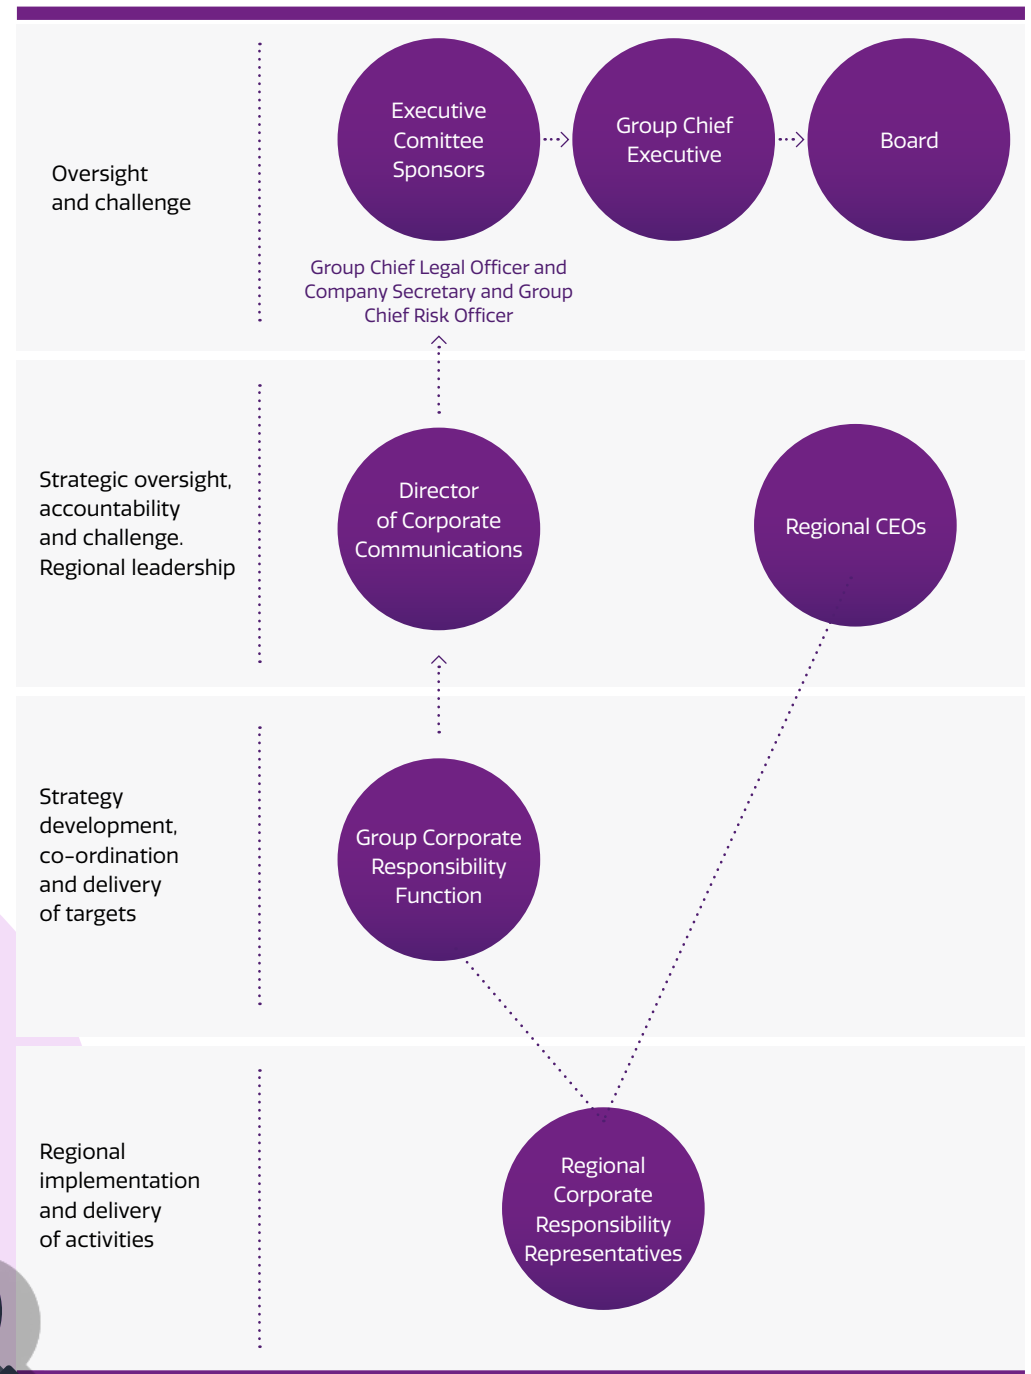 Oversight
and challenge
Executive
Comittee
Sponsors
Group Chief
Executive
Board
Group Chief Legal Officer and
Company Secretary and Group
Chief Risk Officer
Strategic oversight,
accountability
and challenge.
Regional leadership
Director
of Corporate
Communications
Regional CEOs
Strategy
development,
co-ordination
and delivery
of targets
Group Corporate
Responsibility
Function
Regional
implementation
and delivery
of activities
Regional
Corporate
Responsibility
Representatives